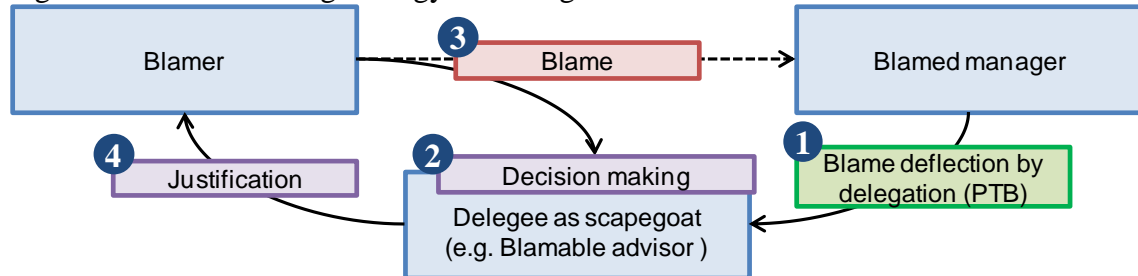 3
Blamer
Blame
Blamed manager
4
Justification
2
Decision making
1
Blame deflection by
delegation (PTB)
Delegee as scapegoat
(e.g. Blamable advisor )